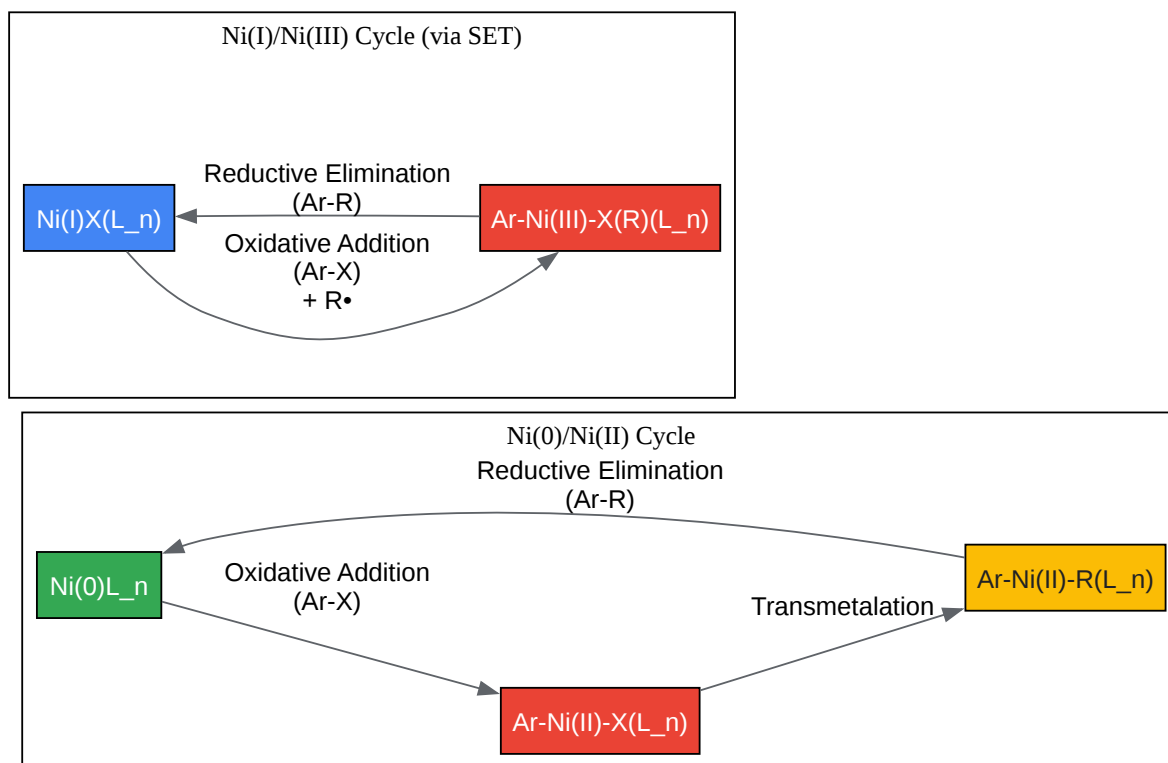 Ni(I)/Ni(III) Cycle (via SET)
Reductive Elimination
(Ar-R)
Ni(I)X(L_n)
Ar-Ni(III)-X(R)(L_n)
Oxidative Addition
(Ar-X)
+ R•
Ni(0)/Ni(II) Cycle
Reductive Elimination
(Ar-R)
Ni(0)L_n
Oxidative Addition
(Ar-X)
Ar-Ni(II)-R(L_n)
Transmetalation
Ar-Ni(II)-X(L_n)